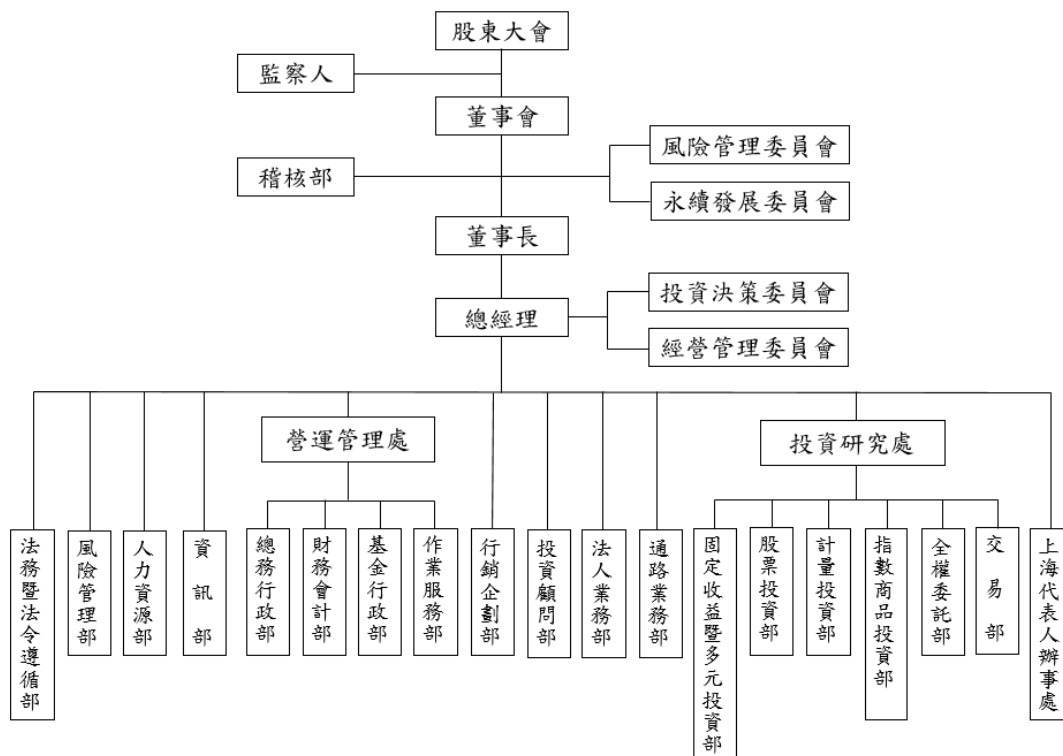 股東大會
監察人
董事會
風險管理委員會
稽核部
永續發展委員會
董事長
投資決策委員會
總經理
經營管理委員會
營運管理處
投資研究處
法務暨法令遵循部
風險管理部
人力資源部
資訊部
總務行政部
財務會計部
基金行政部
作業服務部
行銷企劃部
投資顧問部
法人業務部
通路業務部
固定收益暨多元投資部
股票投資部
計量投資部
指數商品投資部
全權委託部
交易部
上海代表人辦事處